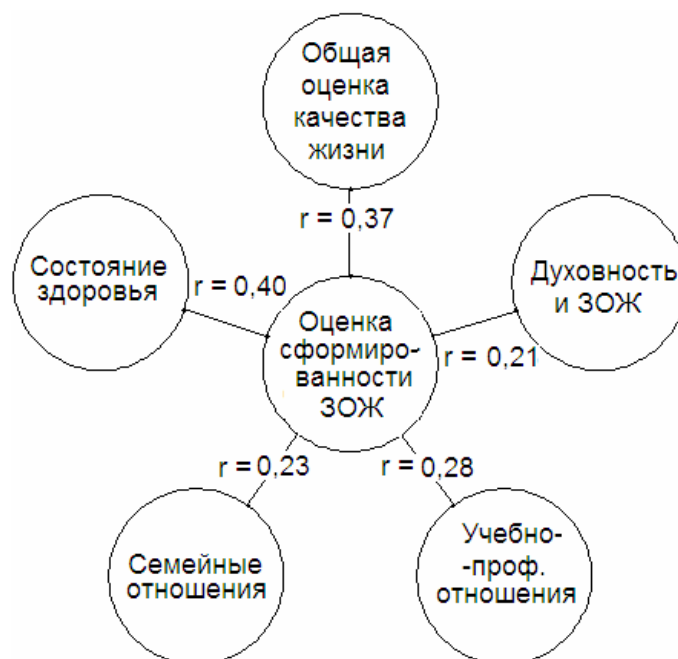 Общая
оценка
качества
жизни
r = 0,37
Состояние
здоровья
r = 0,40
Духовность
и ЗОЖ
r = 0,21
Оценка
сформиро-
ванности
ЗОЖ
r = 0,23
r = 0,28
Семейные
отношения
Учебно-
-проф.
отношения